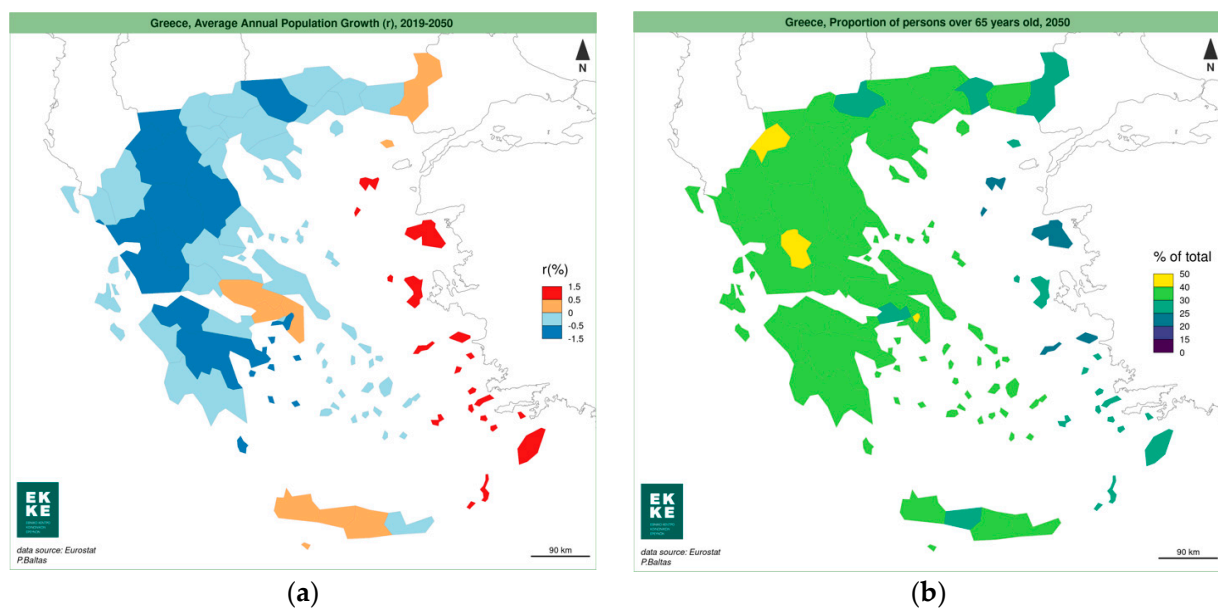 Greece, Average Annual Population Growth (r), 2019-2050
N
r(%)
1.5
0.5
0
-0.5
-1.5
EK
KE
data source: Eurostat
P.Baltas
90 km
(a)
Greece, Proportion of persons over 65 years old, 2050
N
% of total
50
40
30
25
20
15
0
EK
KE
data source: Eurostat
P.Baltas
90 km
(b)